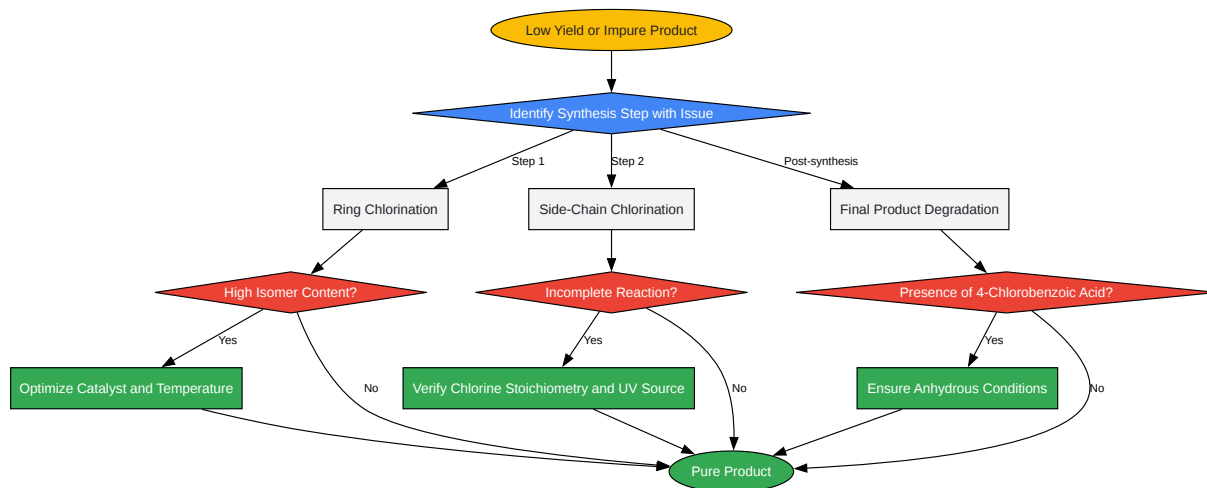 Low Yield or Impure Product
Identify Synthesis Step with Issue
Step 1
Step 2
Post-synthesis
Ring Chlorination
Side-Chain Chlorination
Final Product Degradation
High Isomer Content?
Incomplete Reaction?
Presence of 4-Chlorobenzoic Acid?
Yes
Yes
Yes
Optimize Catalyst and Temperature
No
Verify Chlorine Stoichiometry and UV Source
No
Ensure Anhydrous Conditions
No
Pure Product